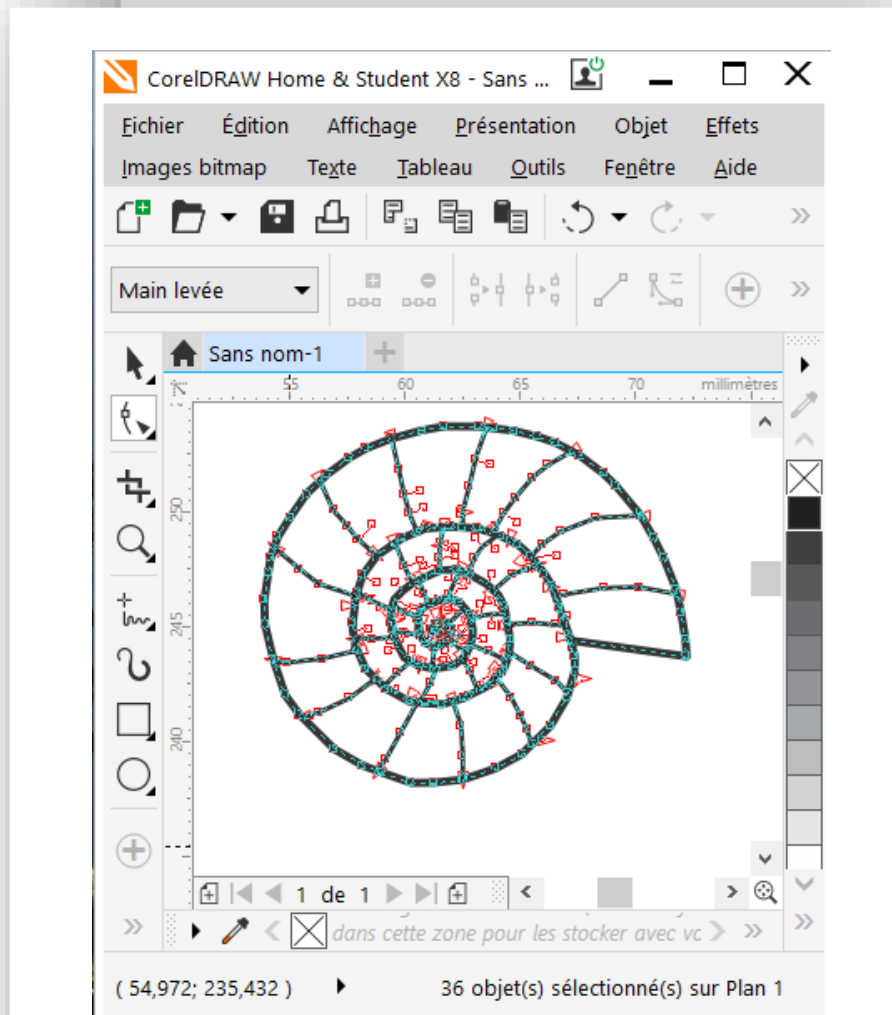 CorelDRAW Home & Student X8 - Sans ...
Fichier Édition Affichage Présentation Objet Effets
Images bitmap Texte Tableau Outils Fenêtre Aide
Main levée
Sans nom-1
55 60 65 70 millimètres
250
245
240
1 de 1
dans cette zone pour les stocker avec vo
( 54,972; 235,432 ) 36 objet(s) sélectionné(s) sur Plan 1